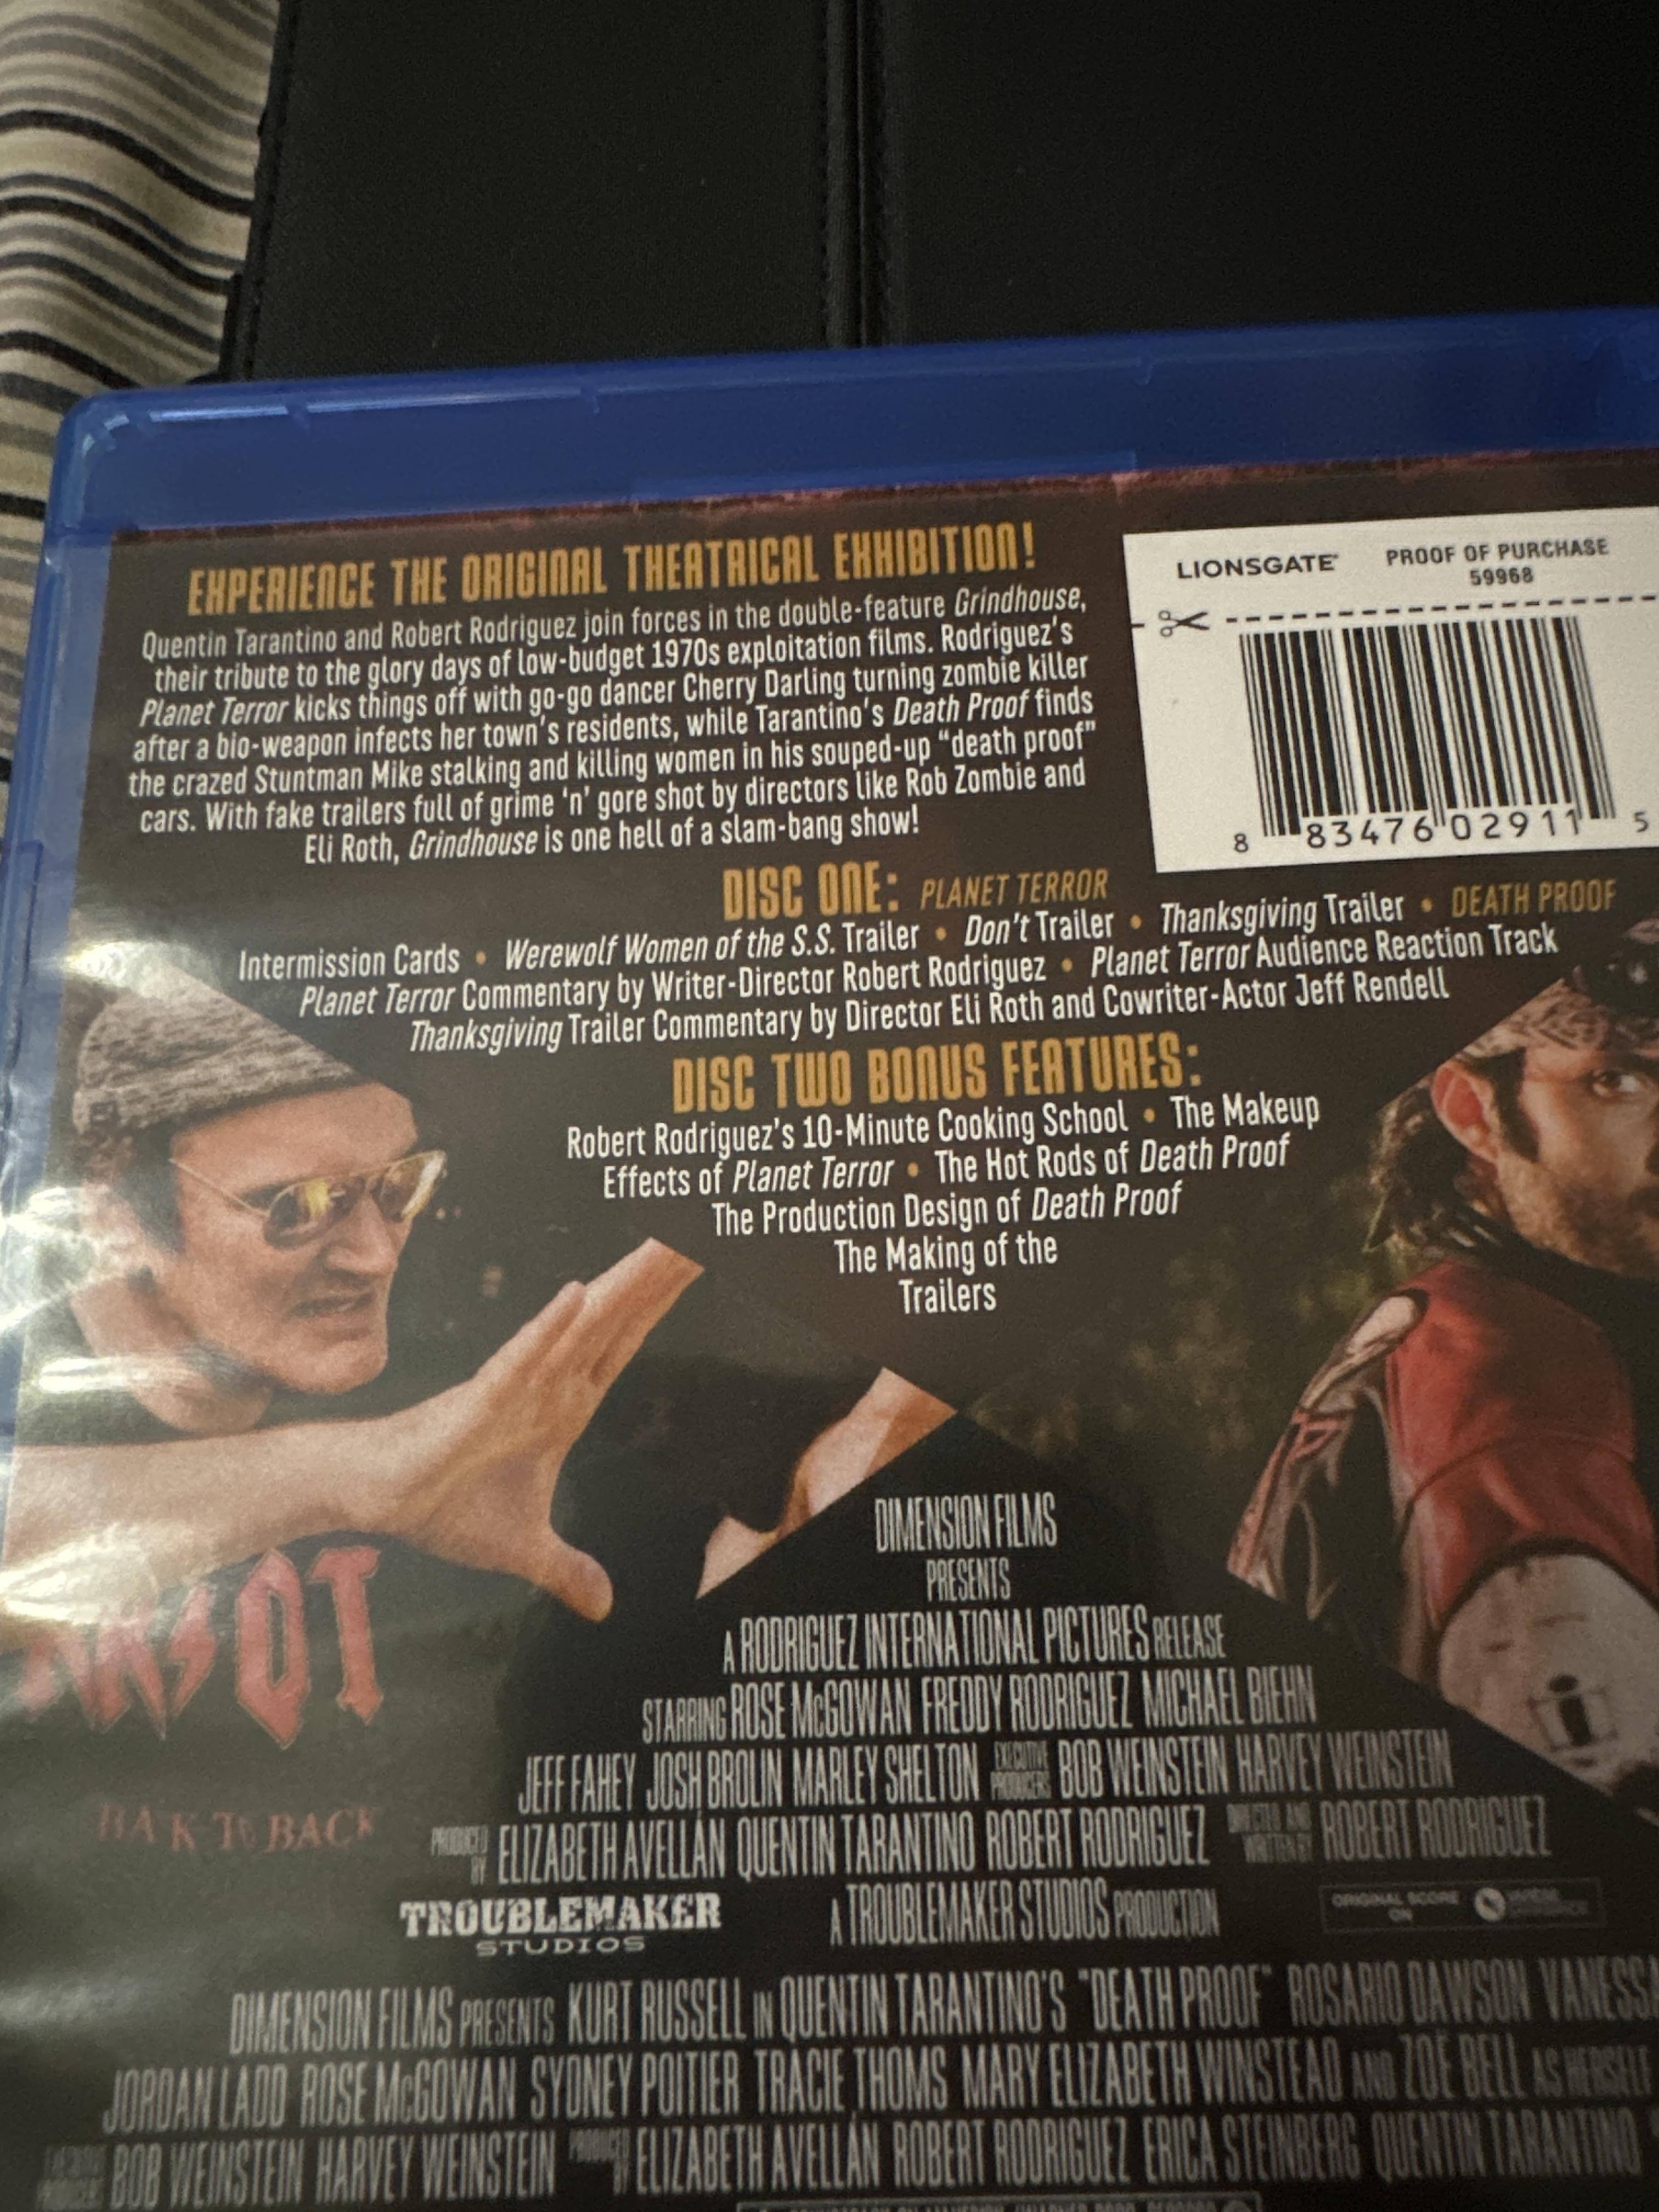 EXPERIENCE THE ORIGINAL THEATRICAL EXHIBITION!
Quentin Tarantino and Robert Rodriguez join forces in the double-feature Grindhouse,
their tribute to the glory days of low-budget 1970s exploitation films. Rodriguez's
Planet Terror kicks things off with go-go dancer Cherry Darling turning zombie killer
after a bio-weapon infects her town's residents, while Tarantino's Death Proof finds
the crazed Stuntman Mike stalking and killing women in his souped-up "death proof"
cars. With fake trailers full of grime 'n' gore shot by directors like Rob Zombie and
Eli Roth, Grindhouse is one hell of a slam-bang show!
LIONSGATE
PROOF OF PURCHASE
59968
8 83476 02911 5
DISC ONE: PLANET TERROR
Intermission Cards • Werewolf Women of the S.S. Trailer • Don't Trailer • Thanksgiving Trailer • DEATH PROOF
Planet Terror Commentary by Writer-Director Robert Rodriguez • Planet Terror Audience Reaction Track
Thanksgiving Trailer Commentary by Director Eli Roth and Cowriter-Actor Jeff Rendell
DISC TWO BONUS FEATURES:
Robert Rodriguez's 10-Minute Cooking School • The Makeup
Effects of Planet Terror • The Hot Rods of Death Proof
The Production Design of Death Proof
The Making of the
Trailers
BACK TO BACK
DIMENSION FILMS
PRESENTS
A RODRIGUEZ INTERNATIONAL PICTURES RELEASE
STARRING ROSE McGOWAN FREDDY RODRIGUEZ MICHAEL BIEHN
JEFF FAHEY JOSH BROLIN MARLEY SHELTON EXECUTIVE PRODUCERS BOB WEINSTEIN HARVEY WEINSTEIN
PRODUCED BY ELIZABETH AVELLÁN QUENTIN TARANTINO ROBERT RODRIGUEZ DIRECTED AND WRITTEN BY ROBERT RODRIGUEZ
TROUBLEMAKER
STUDIOS
A TROUBLEMAKER STUDIOS PRODUCTION
ORIGINAL SCORE
ON
DIMENSION FILMS PRESENTS KURT RUSSELL IN QUENTIN TARANTINO'S "DEATH PROOF" ROSARIO DAWSON VANESSA
JORDAN LADD ROSE McGOWAN SYDNEY POITIER TRACIE THOMS MARY ELIZABETH WINSTEAD AND ZOË BELL AS HERSELF
BOB WEINSTEIN HARVEY WEINSTEIN PRODUCED BY ELIZABETH AVELLÁN ROBERT RODRIGUEZ ERICA STEINBERG QUENTIN TARANTINO